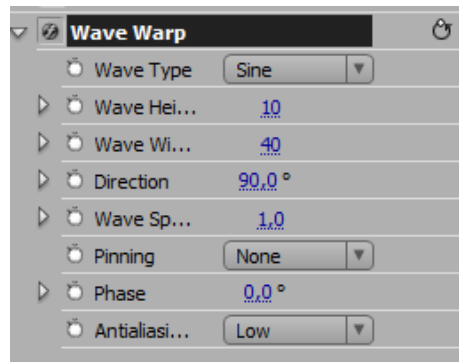 Wave Warp
Wave Type Sine
Wave Hei... 10
Wave Wi... 40
Direction 90,0 °
Wave Sp... 1,0
Pinning None
Phase 0,0 °
Antialiasi... Low